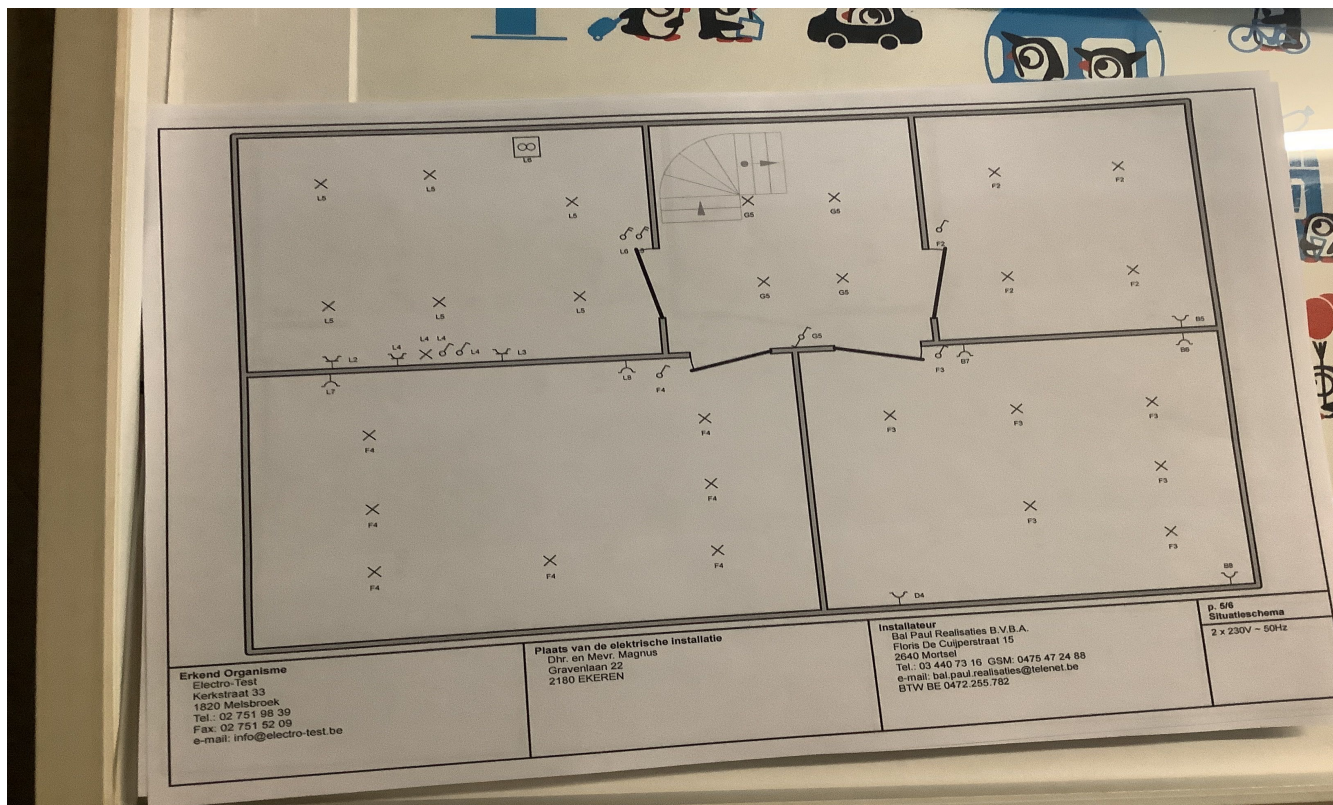 L6
L5
L5
L5
G5
G5
F2
F2
L6
F2
L5
L5
L5
G5
G5
F2
F2
L4
L4 L4
L2
L4
L3
G5
B5
B6
L7
L8
F4
F3
B7
F4
F4
F3
F3
F3
F4
F4
F3
F3
F3
F4
F4
F4
D4
B8
Erkend Organisme
Electro-Test
Kerkstraat 33
1820 Melsbroek
Tel.: 02 751 98 39
Fax: 02 751 52 09
e-mail: info@electro-test.be
Plaats van de elektrische installatie
Dhr. en Mevr. Magnus
Gravenlaan 22
2180 EKEREN
Installateur
Bal Paul Realisaties B.V.B.A.
Floris De Cuijperstraat 15
2640 Mortsel
Tel.: 03 440 73 16 GSM: 0475 47 24 88
e-mail: bal.paul.realisaties@telenet.be
BTW BE 0472.255.782
p. 5/6
Situatieschema
2 x 230V ~ 50Hz